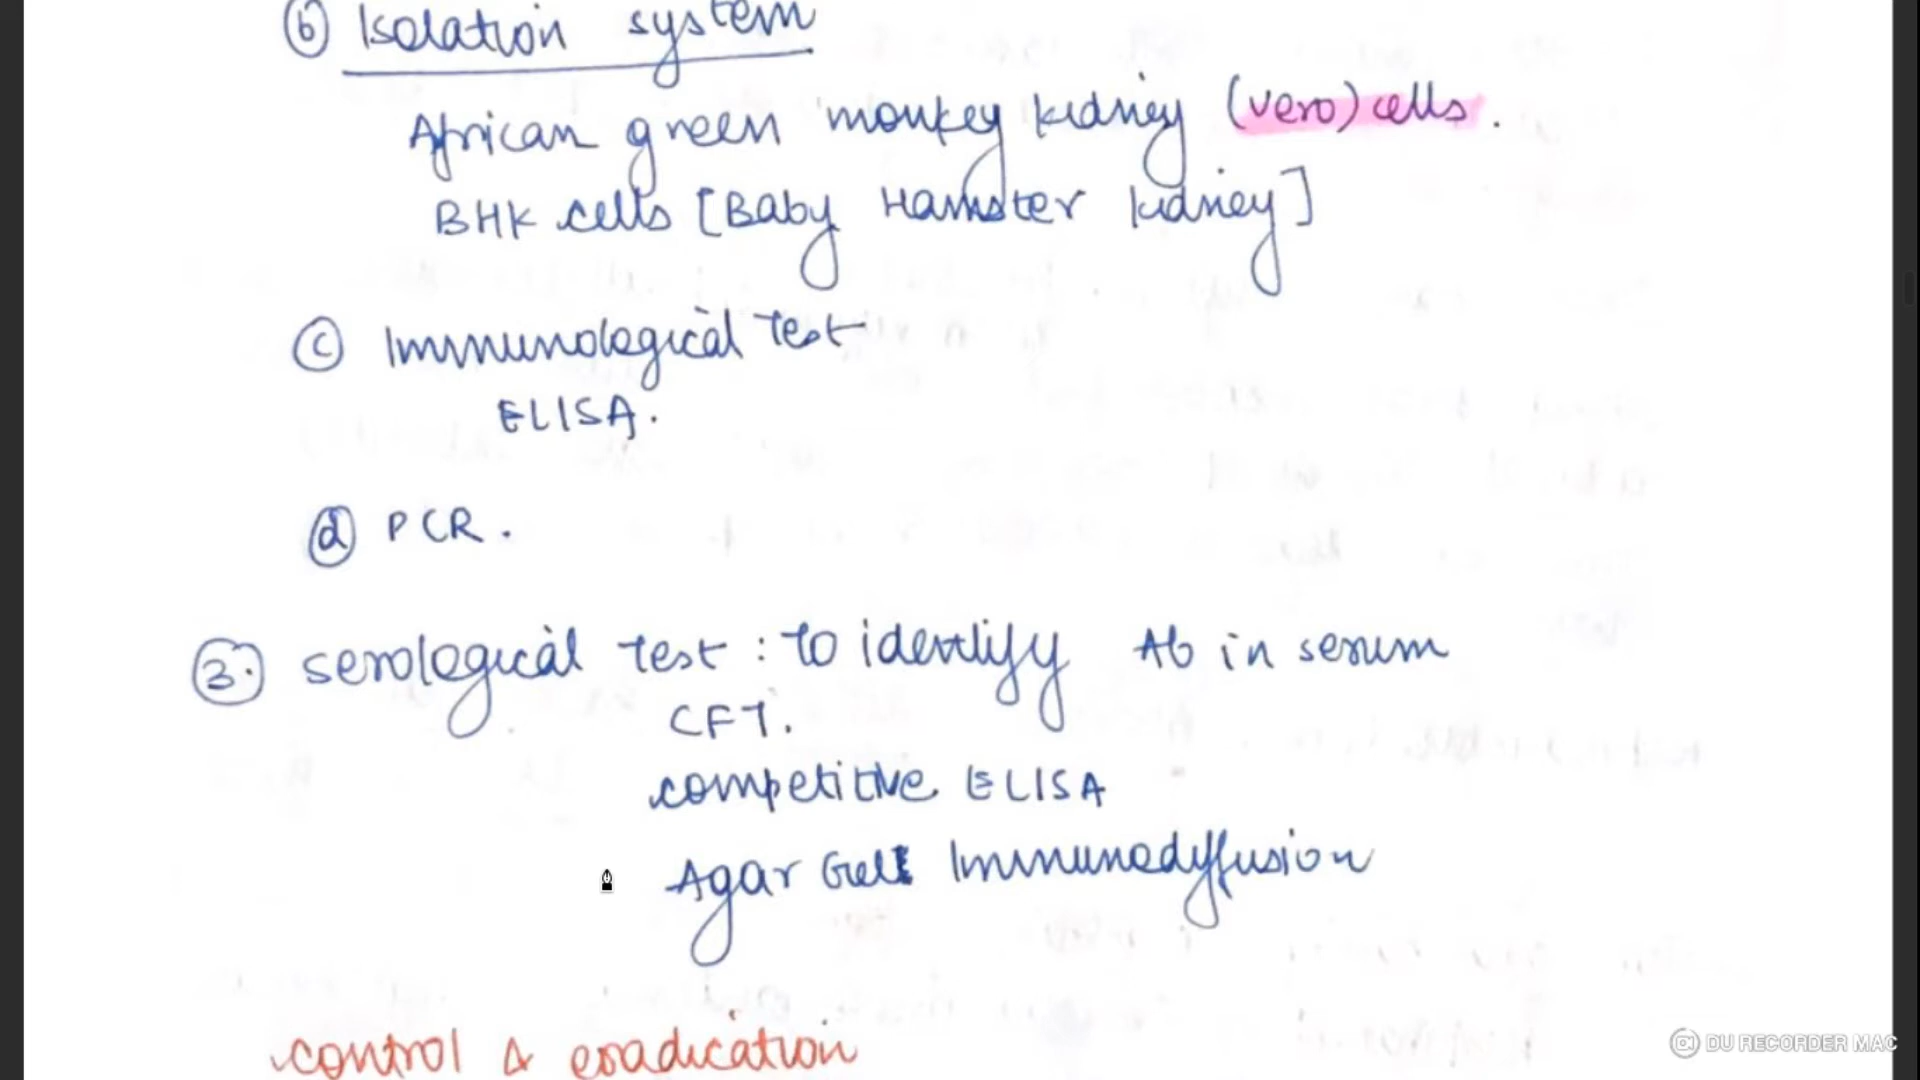 (b) Isolation system
African green monkey kidney (vero) cells.
BHK cells [Baby Hamster kidney]
(c) Immunological Test
ELISA.
(d) PCR.
3. serological test : to identify Ab in serum
CFT.
competitive ELISA
Agar Gel Immunodyffusion
control & eradication
DU RECORDER MAC